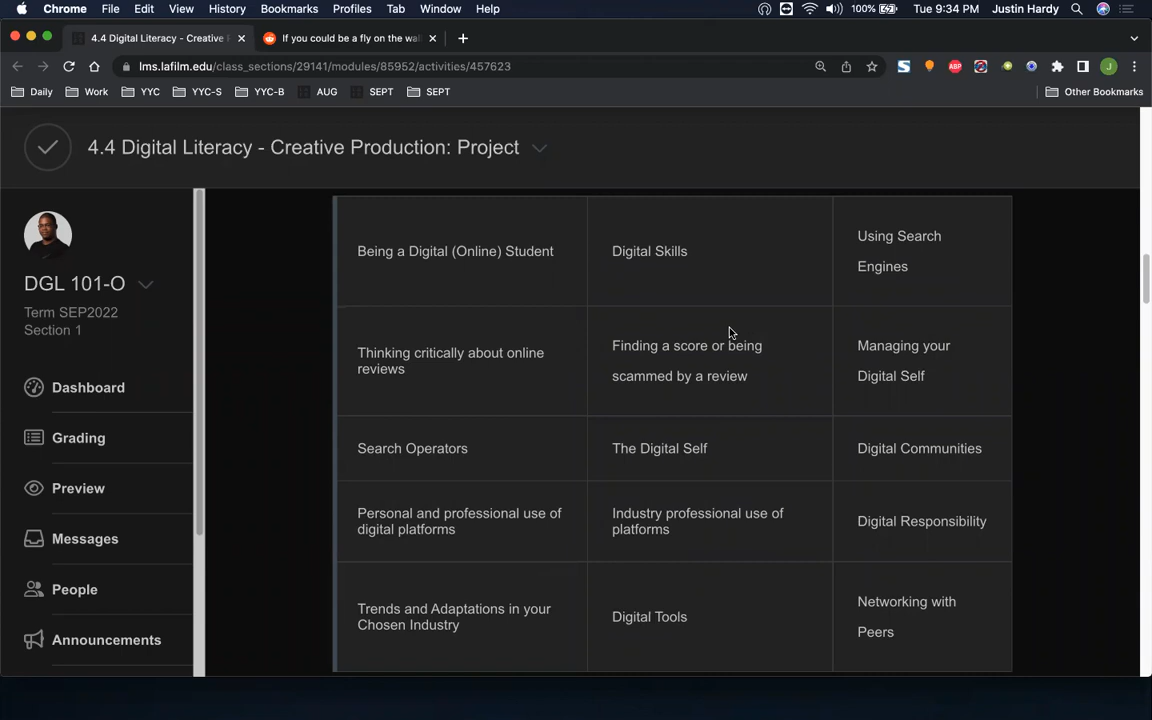 Chrome File Edit View History Bookmarks Profiles Tab Window Help 100% Tue 9:34 PM Justin Hardy
4.4 Digital Literacy - Creative If you could be a fly on the wal
lms.lafilm.edu/class_sections/29141/modules/85952/activities/457623 S ABP J
Daily Work YYC YYC-S YYC-B AUG SEPT SEPT Other Bookmarks
4.4 Digital Literacy - Creative Production: Project
DGL 101-O
Term SEP2022
Section 1
Dashboard
Grading
Preview
Messages
People
Announcements
Being a Digital (Online) Student
Digital Skills
Using Search
Engines
Thinking critically about online
reviews
Finding a score or being
scammed by a review
Managing your
Digital Self
Search Operators
The Digital Self
Digital Communities
Personal and professional use of
digital platforms
Industry professional use of
platforms
Digital Responsibility
Trends and Adaptations in your
Chosen Industry
Digital Tools
Networking with
Peers